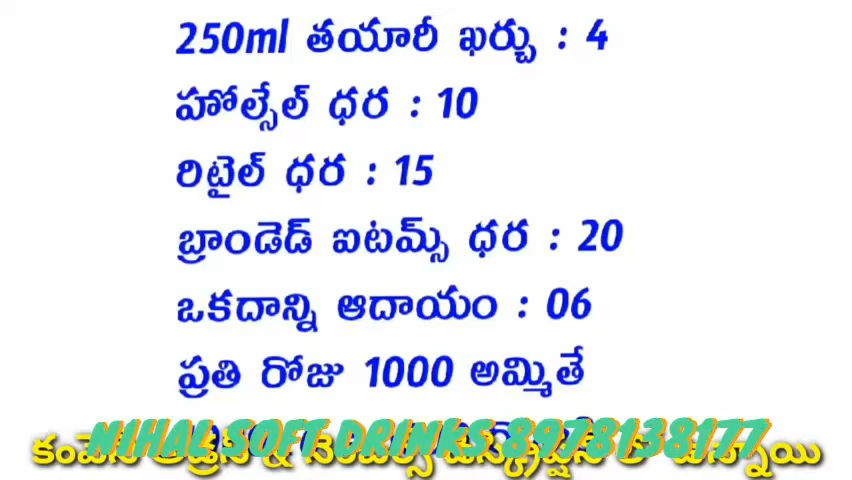 250ml తయారీ ఖర్చు : 4
హోల్సేల్ ధర : 10
రిటైల్ ధర : 15
బ్రాండెడ్ ఐటమ్స్ ధర : 20
ఒకదాన్ని ఆదాయం : 06
ప్రతి రోజు 1000 అమ్మితే
NIHAL SOFT DRINKS 8978138177